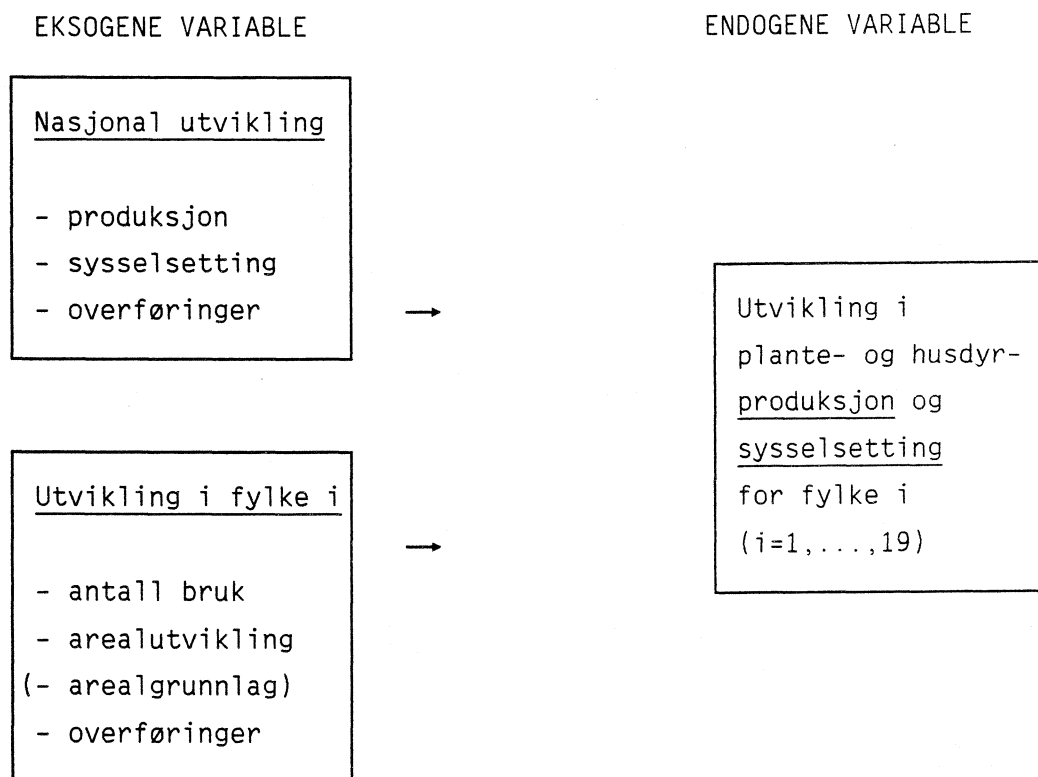 EKSOGENE VARIABLE
ENDOGENE VARIABLE
Nasjonal utvikling
- produksjon
- sysselsetting
- overføringer
→
Utvikling i fylke i
- antall bruk
- arealutvikling
(- arealgrunnlag)
- overføringer
→
Utvikling i
plante- og husdyr-
produksjon og
sysselsetting
for fylke i
(i=1,...,19)